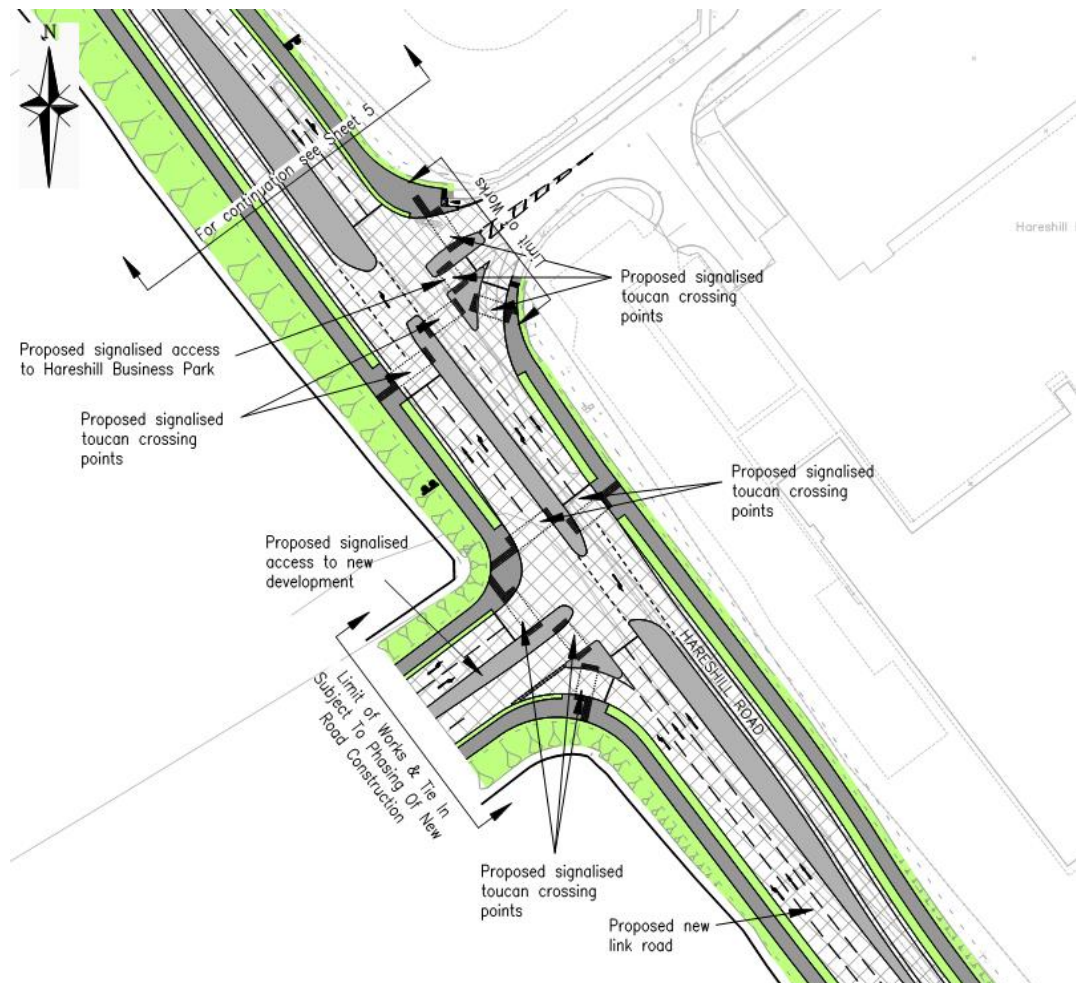 N
For continuation see Sheet 5
Limit of
Works
Hareshill
Proposed signalised
toucan crossing
points
Proposed signalised access
to Hareshill Business Park
Proposed signalised
toucan crossing
points
Proposed signalised
toucan crossing
points
Proposed signalised
access to new
development
HARESHILL ROAD
Limit of Works & Tie In
Subject To Phasing Of New
Road Construction
Proposed signalised
toucan crossing
points
Proposed new
link road